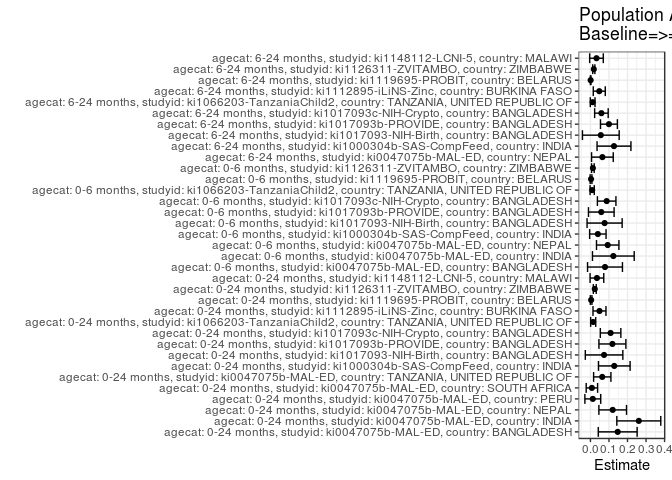 Population A
Baseline=>=
agecat: 6-24 months, studyid: ki1148112-LCNI-5, country: MALAWI
agecat: 6-24 months, studyid: ki1126311-ZVITAMBO, country: ZIMBABWE
agecat: 6-24 months, studyid: ki1119695-PROBIT, country: BELARUS
agecat: 6-24 months, studyid: ki1112895-iLiNS-Zinc, country: BURKINA FASO
agecat: 6-24 months, studyid: ki1066203-TanzaniaChild2, country: TANZANIA, UNITED REPUBLIC OF
agecat: 6-24 months, studyid: ki1017093c-NIH-Crypto, country: BANGLADESH
agecat: 6-24 months, studyid: ki1017093b-PROVIDE, country: BANGLADESH
agecat: 6-24 months, studyid: ki1017093-NIH-Birth, country: BANGLADESH
agecat: 6-24 months, studyid: ki1000304b-SAS-CompFeed, country: INDIA
agecat: 6-24 months, studyid: ki0047075b-MAL-ED, country: NEPAL
agecat: 0-6 months, studyid: ki1126311-ZVITAMBO, country: ZIMBABWE
agecat: 0-6 months, studyid: ki1119695-PROBIT, country: BELARUS
agecat: 0-6 months, studyid: ki1066203-TanzaniaChild2, country: TANZANIA, UNITED REPUBLIC OF
agecat: 0-6 months, studyid: ki1017093c-NIH-Crypto, country: BANGLADESH
agecat: 0-6 months, studyid: ki1017093b-PROVIDE, country: BANGLADESH
agecat: 0-6 months, studyid: ki1017093-NIH-Birth, country: BANGLADESH
agecat: 0-6 months, studyid: ki1000304b-SAS-CompFeed, country: INDIA
agecat: 0-6 months, studyid: ki0047075b-MAL-ED, country: NEPAL
agecat: 0-6 months, studyid: ki0047075b-MAL-ED, country: INDIA
agecat: 0-6 months, studyid: ki0047075b-MAL-ED, country: BANGLADESH
agecat: 0-24 months, studyid: ki1148112-LCNI-5, country: MALAWI
agecat: 0-24 months, studyid: ki1126311-ZVITAMBO, country: ZIMBABWE
agecat: 0-24 months, studyid: ki1119695-PROBIT, country: BELARUS
agecat: 0-24 months, studyid: ki1112895-iLiNS-Zinc, country: BURKINA FASO
agecat: 0-24 months, studyid: ki1066203-TanzaniaChild2, country: TANZANIA, UNITED REPUBLIC OF
agecat: 0-24 months, studyid: ki1017093c-NIH-Crypto, country: BANGLADESH
agecat: 0-24 months, studyid: ki1017093b-PROVIDE, country: BANGLADESH
agecat: 0-24 months, studyid: ki1017093-NIH-Birth, country: BANGLADESH
agecat: 0-24 months, studyid: ki1000304b-SAS-CompFeed, country: INDIA
agecat: 0-24 months, studyid: ki0047075b-MAL-ED, country: TANZANIA, UNITED REPUBLIC OF
agecat: 0-24 months, studyid: ki0047075b-MAL-ED, country: SOUTH AFRICA
agecat: 0-24 months, studyid: ki0047075b-MAL-ED, country: PERU
agecat: 0-24 months, studyid: ki0047075b-MAL-ED, country: NEPAL
agecat: 0-24 months, studyid: ki0047075b-MAL-ED, country: INDIA
agecat: 0-24 months, studyid: ki0047075b-MAL-ED, country: BANGLADESH
0.0 0.1 0.2 0.3 0.4
Estimate